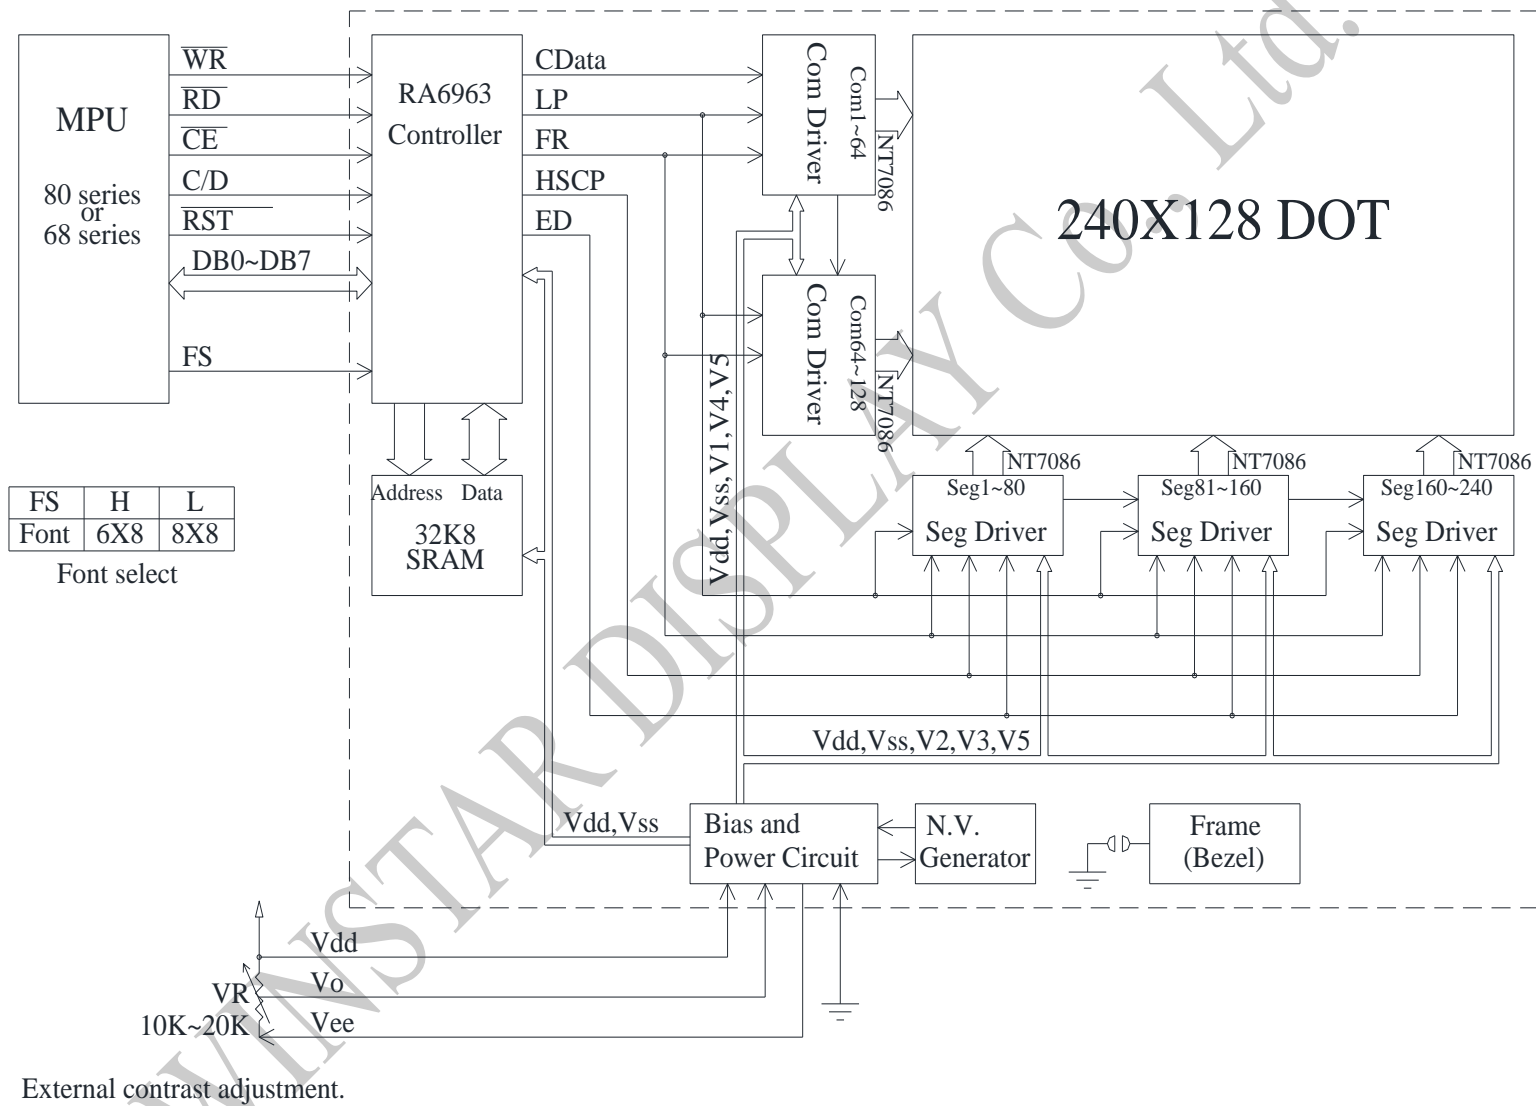 MPU
80 series
or
68 series
WR
RD
CE
C/D
RST
DB0~DB7
FS
RA6963
Controller
CData
LP
FR
HSCP
ED
Com Driver
Com1~64
NT7086
Com Driver
Com64~128
NT7086
240X128 DOT
Address Data
32K8
SRAM
FS H L
Font 6X8 8X8
Font select
Vdd,Vss,V1,V4,V5
NT7086
Seg1~80
Seg Driver
NT7086
Seg81~160
Seg Driver
NT7086
Seg160~240
Seg Driver
Vdd,Vss,V2,V3,V5
Vdd,Vss
Bias and
Power Circuit
N.V.
Generator
Frame
(Bezel)
Vdd
Vo
Vee
VR
10K~20K
External contrast adjustment.
WINSTAR DISPLAY Co., Ltd.